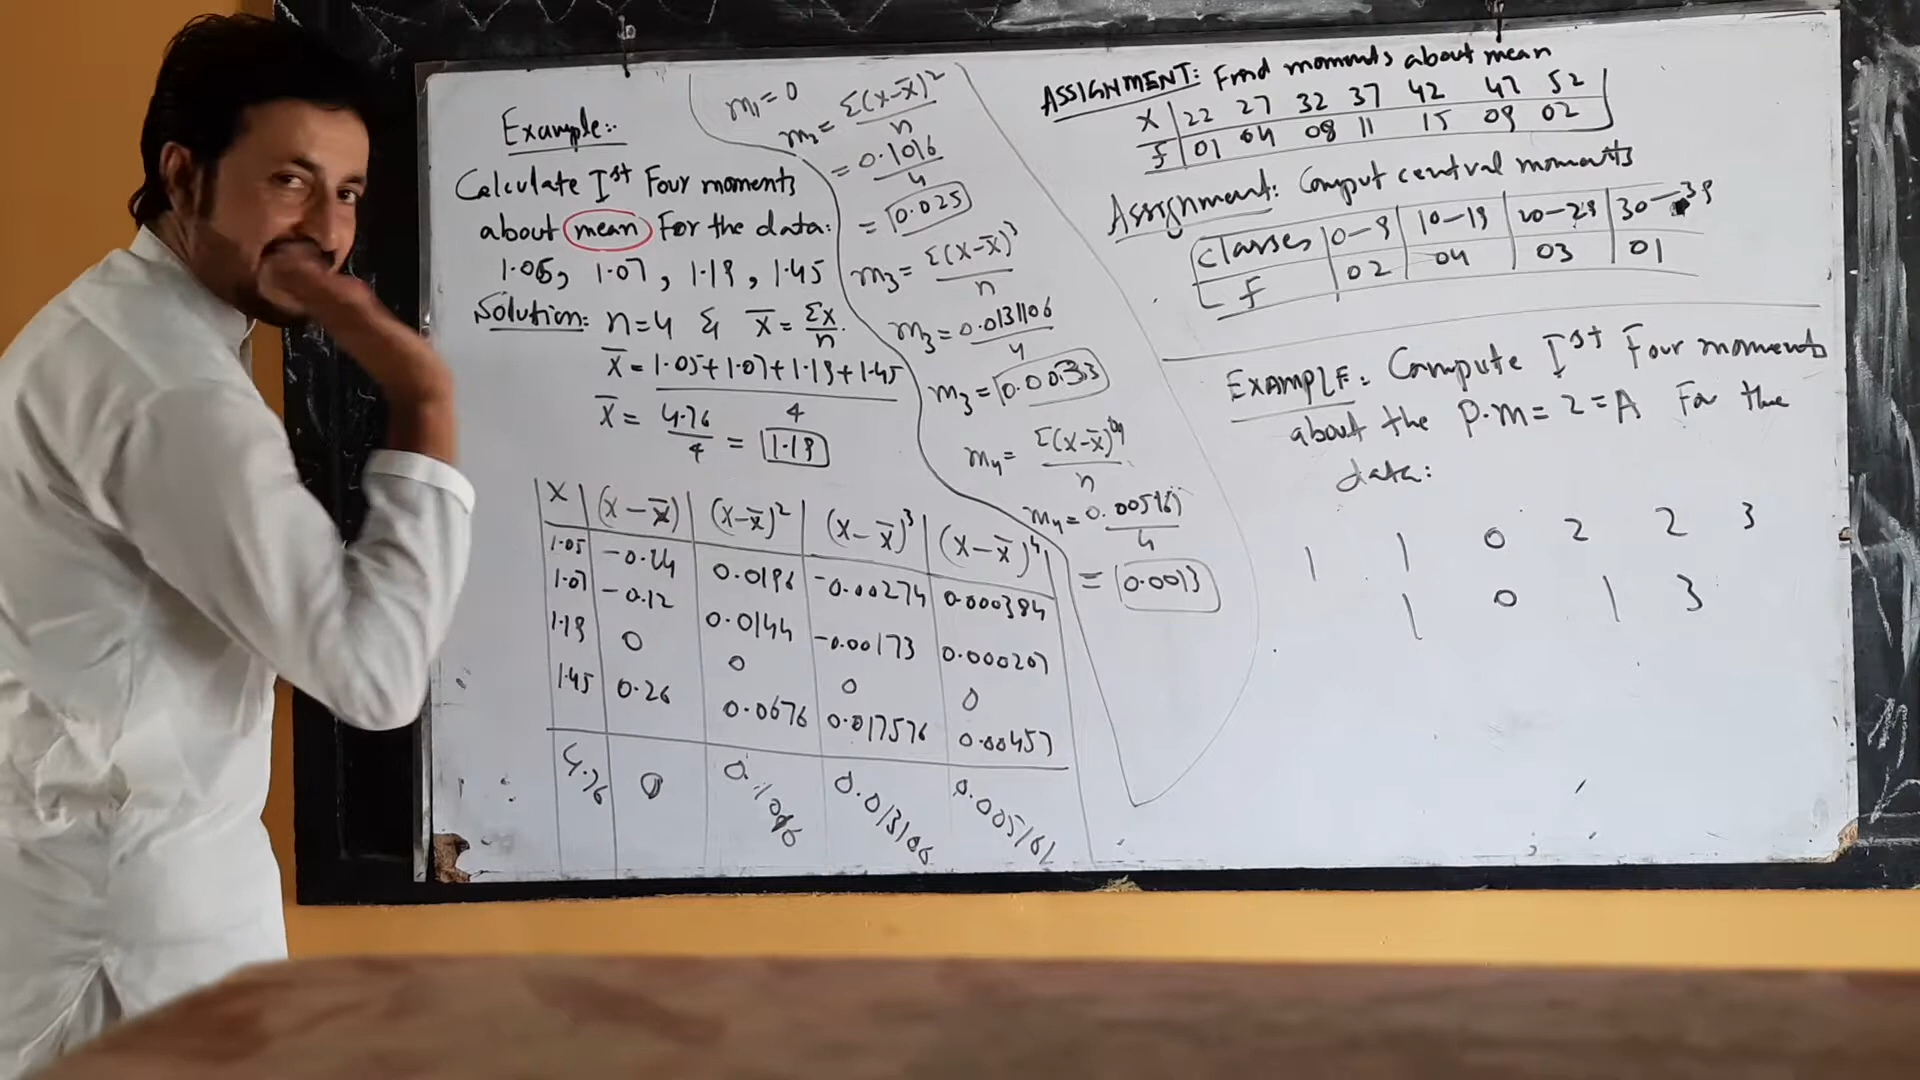 Example:-
Calculate Ist Four moments
about mean For the data:
1.05, 1.07, 1.19, 1.45
Solution: n=4 & x̄ = Σx/n.
x̄ = 1.05+1.07+1.19+1.45/4
x̄ = 4.76/4 = 1.19
x | (x-x̄) | (x-x̄)² | (x-x̄)³ | (x-x̄)⁴
1.05 | -0.14 | 0.0196 | -0.00274 | 0.000384
1.07 | -0.12 | 0.0144 | -0.00173 | 0.000207
1.19 | 0 | 0 | 0 | 0
1.45 | 0.26 | 0.0676 | 0.017576 | 0.00457
4.76 | 0 | 0.1016 | 0.013106 | 0.005161
m₁=0
m₂= Σ(x-x̄)²/n
= 0.1016/4
= 0.025
m₃= Σ(x-x̄)³/n
m₃= 0.0131106/4
m₃= 0.0033
m₄= Σ(x-x̄)⁴/n
m₄= 0.005161/4
= 0.0013
ASSIGNMENT: Find moments about mean
X | 22 27 32 37 42 47 52
f | 01 04 08 11 15 09 02
Assignment: Comput central moments
Classes | 0-9 | 10-19 | 20-29 | 30-39
F | 02 | 04 | 03 | 01
EXAMPLE: Compute Ist Four moments
about the P.M=2=A For the
data:
1 1 0 2 2 3
1 0 1 3